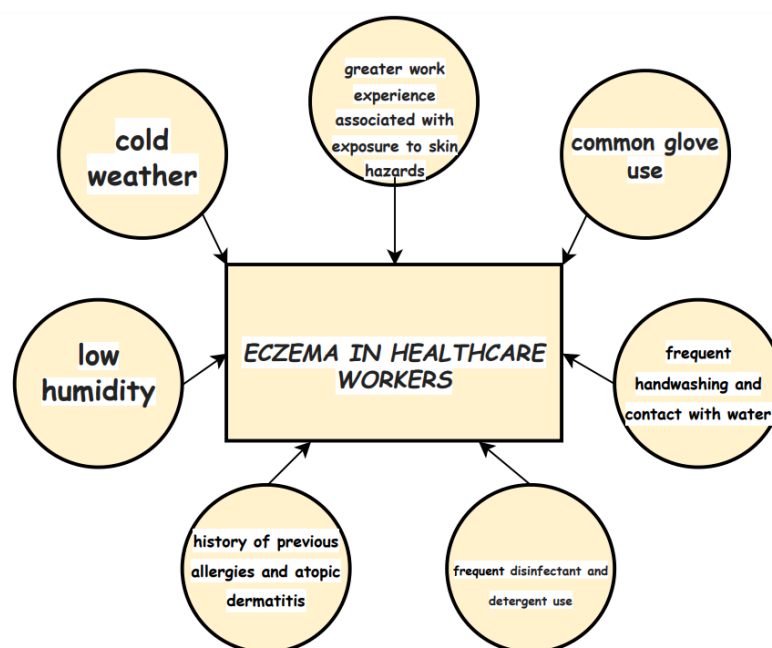 greater work
experience
associated with
exposure to skin
hazards
cold
weather
common glove
use
low
humidity
ECZEMA IN HEALTHCARE
WORKERS
frequent
handwashing and
contact with water
history of previous
allergies and atopic
dermatitis
frequent disinfectant and
detergent use